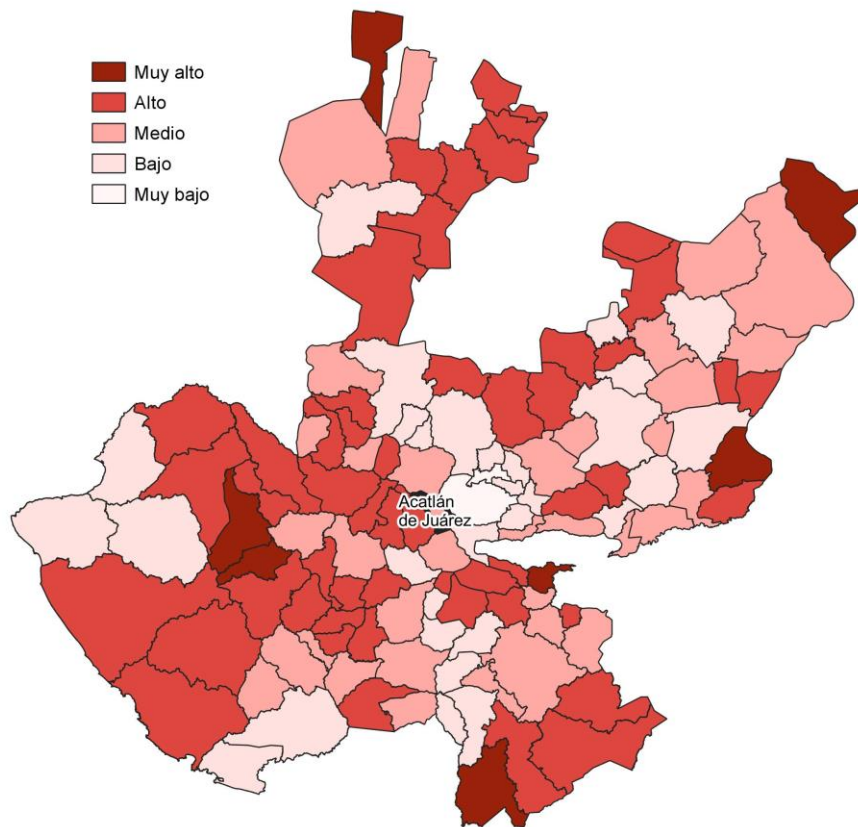 Muy alto
Alto
Medio
Bajo
Muy bajo
Acatlán
de Juárez